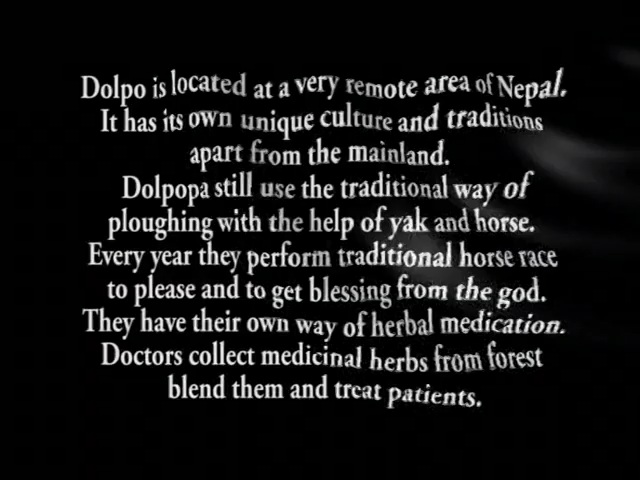 Dolpo is located at a very remote area of Nepal.
It has its own unique culture and traditions
apart from the mainland.
Dolpopa still use the traditional way of
ploughing with the help of yak and horse.
Every year they perform traditional horse race
to please and to get blessing from the god.
They have their own way of herbal medication.
Doctors collect medicinal herbs from forest
blend them and treat patients.